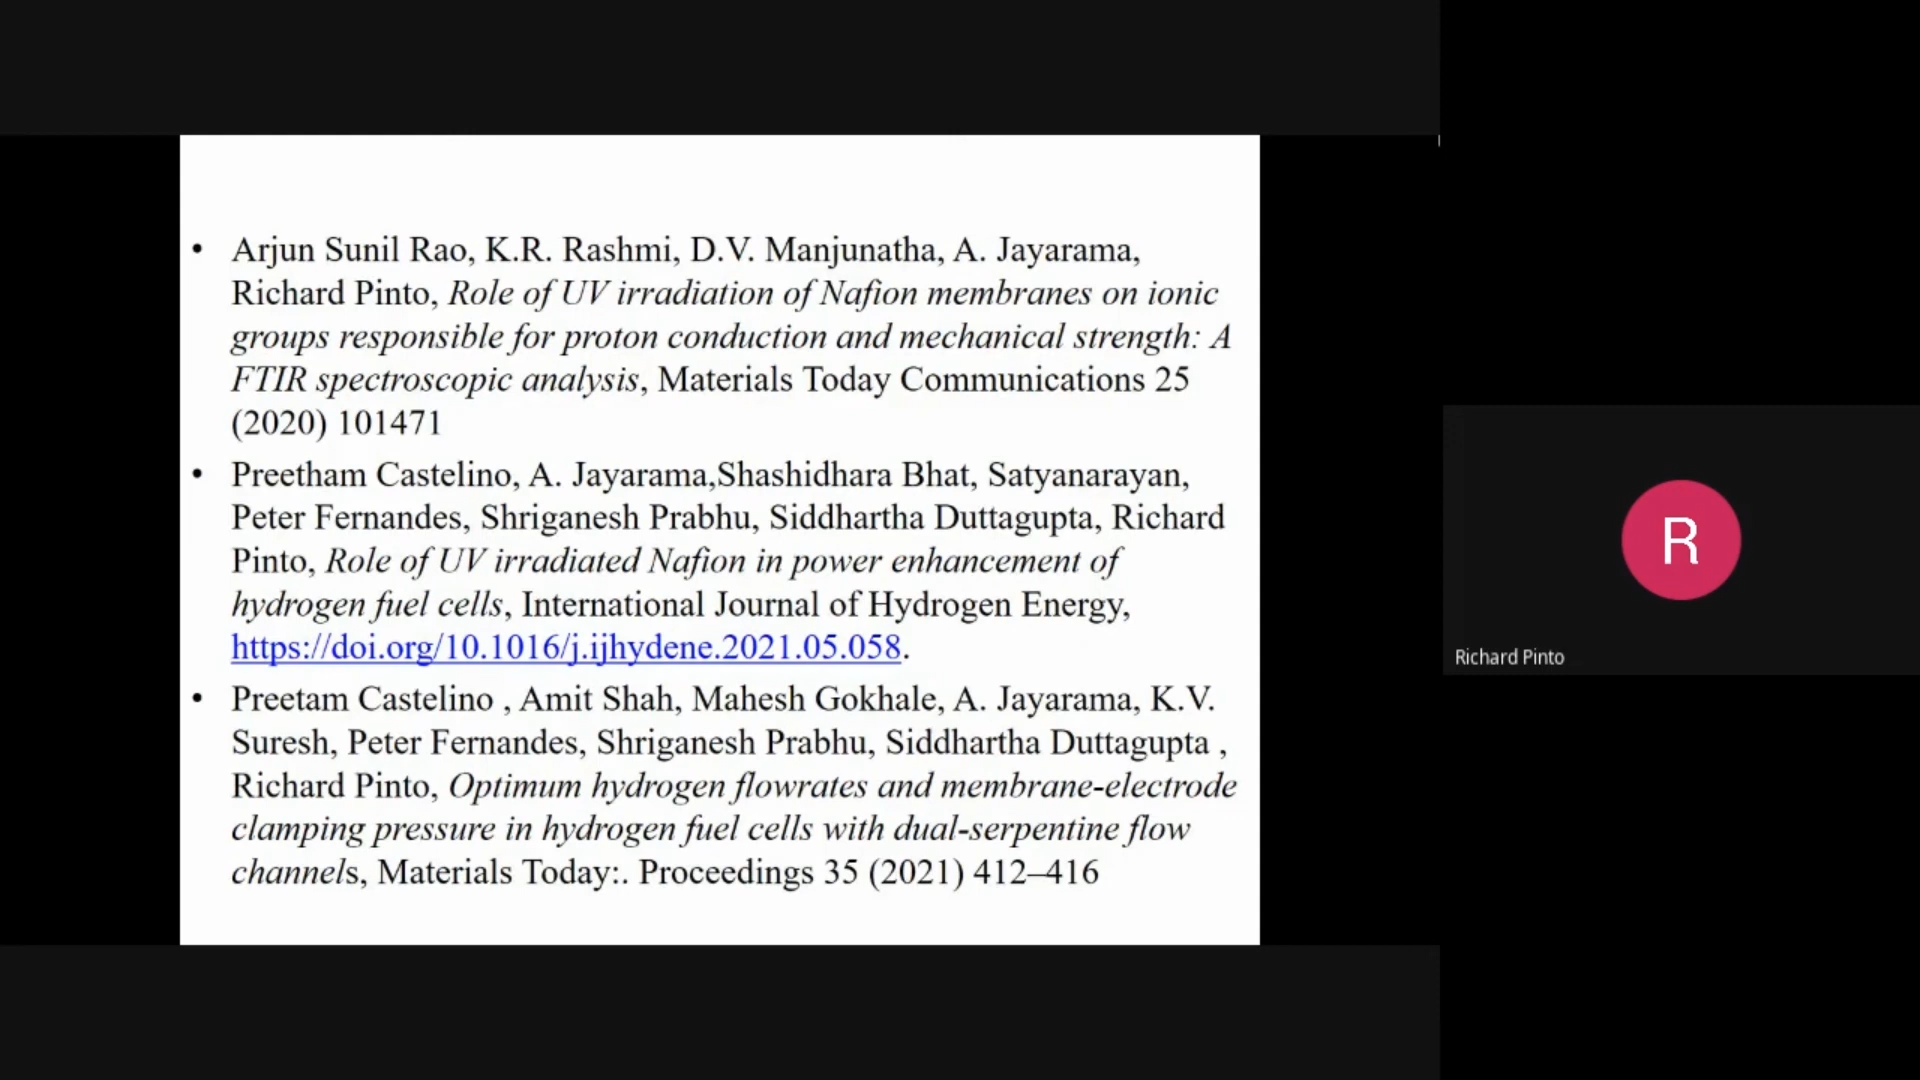 • Arjun Sunil Rao, K.R. Rashmi, D.V. Manjunatha, A. Jayarama,
Richard Pinto, Role of UV irradiation of Nafion membranes on ionic
groups responsible for proton conduction and mechanical strength: A
FTIR spectroscopic analysis, Materials Today Communications 25
(2020) 101471
• Preetham Castelino, A. Jayarama,Shashidhara Bhat, Satyanarayan,
Peter Fernandes, Shriganesh Prabhu, Siddhartha Duttagupta, Richard
Pinto, Role of UV irradiated Nafion in power enhancement of
hydrogen fuel cells, International Journal of Hydrogen Energy,
https://doi.org/10.1016/j.ijhydene.2021.05.058.
• Preetam Castelino , Amit Shah, Mahesh Gokhale, A. Jayarama, K.V.
Suresh, Peter Fernandes, Shriganesh Prabhu, Siddhartha Duttagupta ,
Richard Pinto, Optimum hydrogen flowrates and membrane-electrode
clamping pressure in hydrogen fuel cells with dual-serpentine flow
channels, Materials Today:. Proceedings 35 (2021) 412–416
R
Richard Pinto